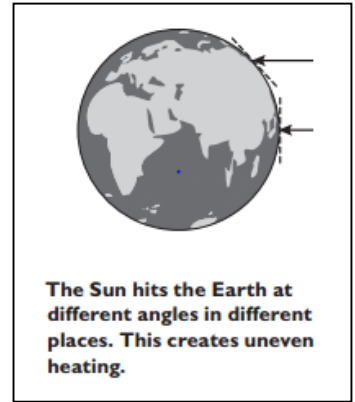 The Sun hits the Earth at
different angles in different
places. This creates uneven
heating.